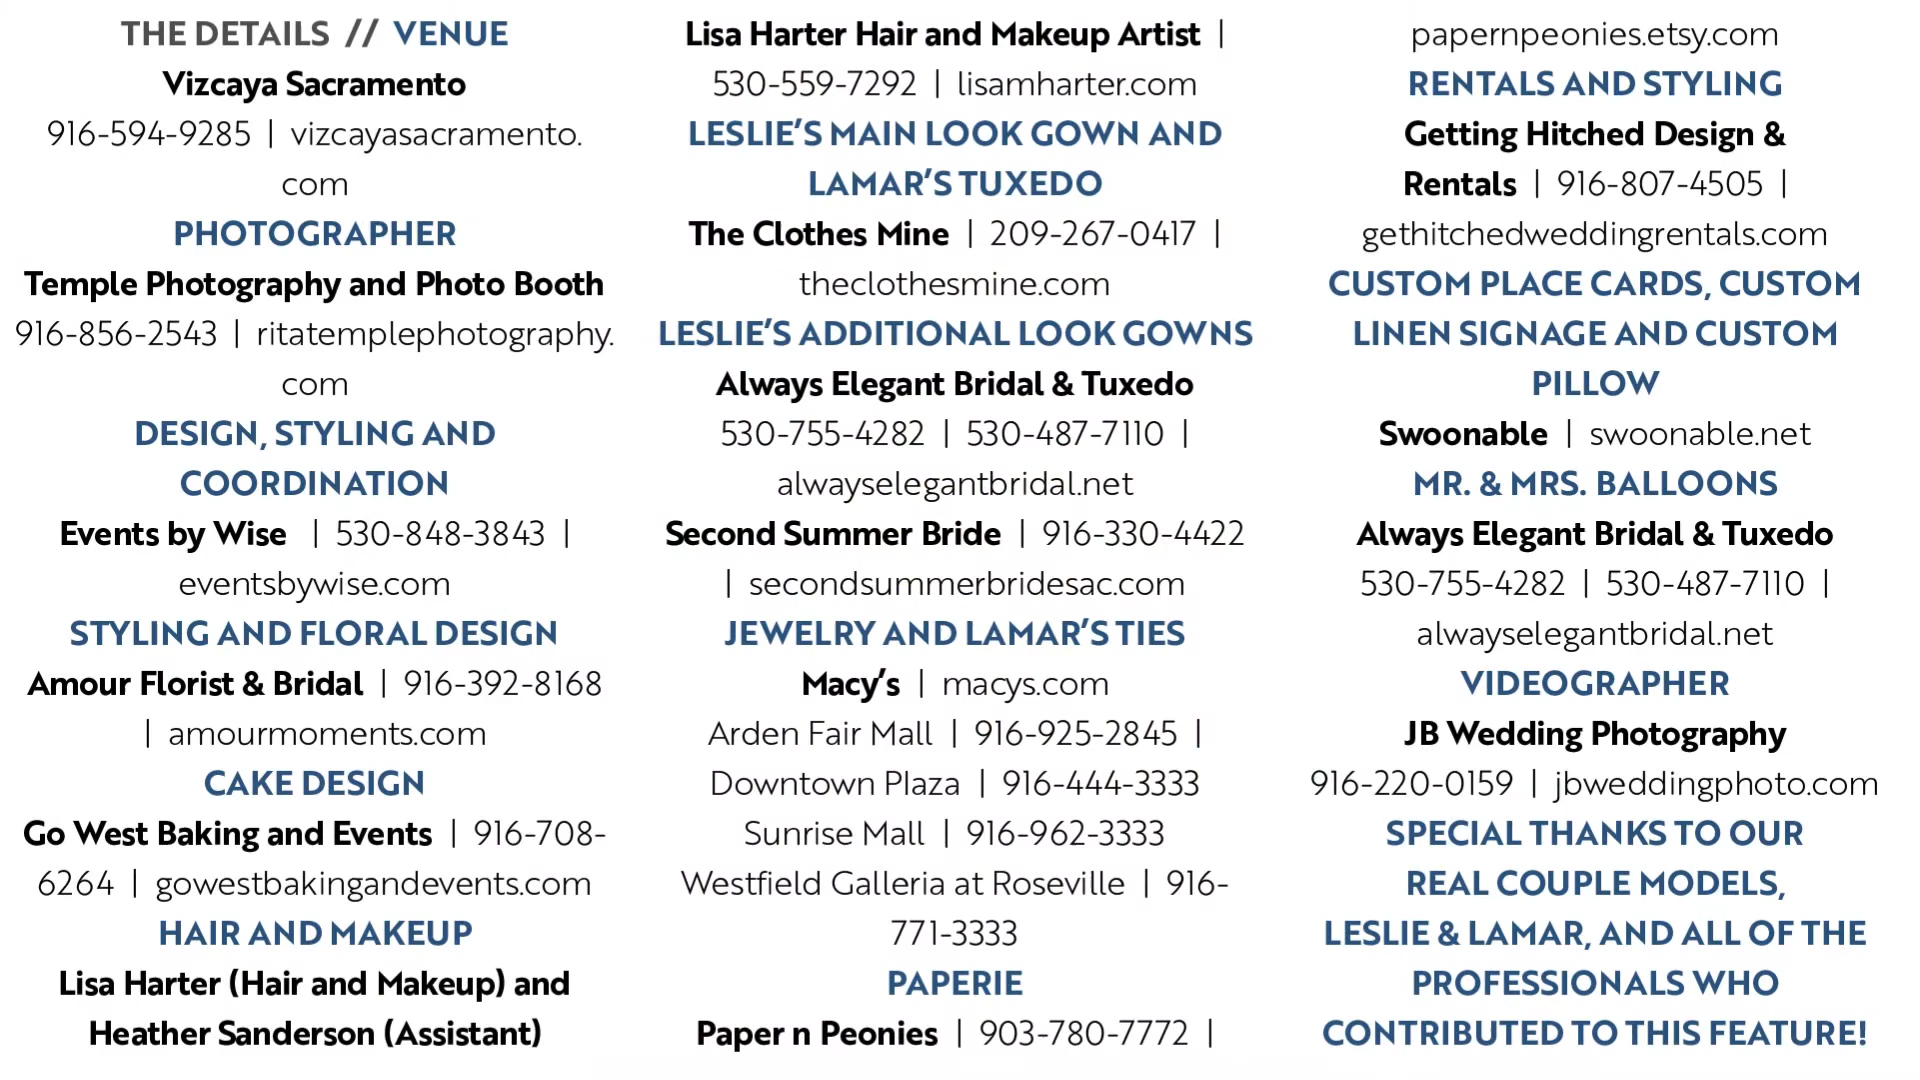 THE DETAILS // VENUE
Vizcaya Sacramento
916-594-9285 | vizcayasacramento.
com
PHOTOGRAPHER
Temple Photography and Photo Booth
916-856-2543 | ritatemplephotography.
com
DESIGN, STYLING AND
COORDINATION
Events by Wise | 530-848-3843 |
eventsbywise.com
STYLING AND FLORAL DESIGN
Amour Florist & Bridal | 916-392-8168
| amourmoments.com
CAKE DESIGN
Go West Baking and Events | 916-708-
6264 | gowestbakingandevents.com
HAIR AND MAKEUP
Lisa Harter (Hair and Makeup) and
Heather Sanderson (Assistant)
Lisa Harter Hair and Makeup Artist |
530-559-7292 | lisamharter.com
LESLIE’S MAIN LOOK GOWN AND
LAMAR’S TUXEDO
The Clothes Mine | 209-267-0417 |
theclothesmine.com
LESLIE’S ADDITIONAL LOOK GOWNS
Always Elegant Bridal & Tuxedo
530-755-4282 | 530-487-7110 |
alwayselegantbridal.net
Second Summer Bride | 916-330-4422
| secondsummerbridesac.com
JEWELRY AND LAMAR’S TIES
Macy’s | macys.com
Arden Fair Mall | 916-925-2845 |
Downtown Plaza | 916-444-3333
Sunrise Mall | 916-962-3333
Westfield Galleria at Roseville | 916-
771-3333
PAPERIE
Paper n Peonies | 903-780-7772 |
papernpeonies.etsy.com
RENTALS AND STYLING
Getting Hitched Design &
Rentals | 916-807-4505 |
gethitchedweddingrentals.com
CUSTOM PLACE CARDS, CUSTOM
LINEN SIGNAGE AND CUSTOM
PILLOW
Swoonable | swoonable.net
MR. & MRS. BALLOONS
Always Elegant Bridal & Tuxedo
530-755-4282 | 530-487-7110 |
alwayselegantbridal.net
VIDEOGRAPHER
JB Wedding Photography
916-220-0159 | jbweddingphoto.com
SPECIAL THANKS TO OUR
REAL COUPLE MODELS,
LESLIE & LAMAR, AND ALL OF THE
PROFESSIONALS WHO
CONTRIBUTED TO THIS FEATURE!